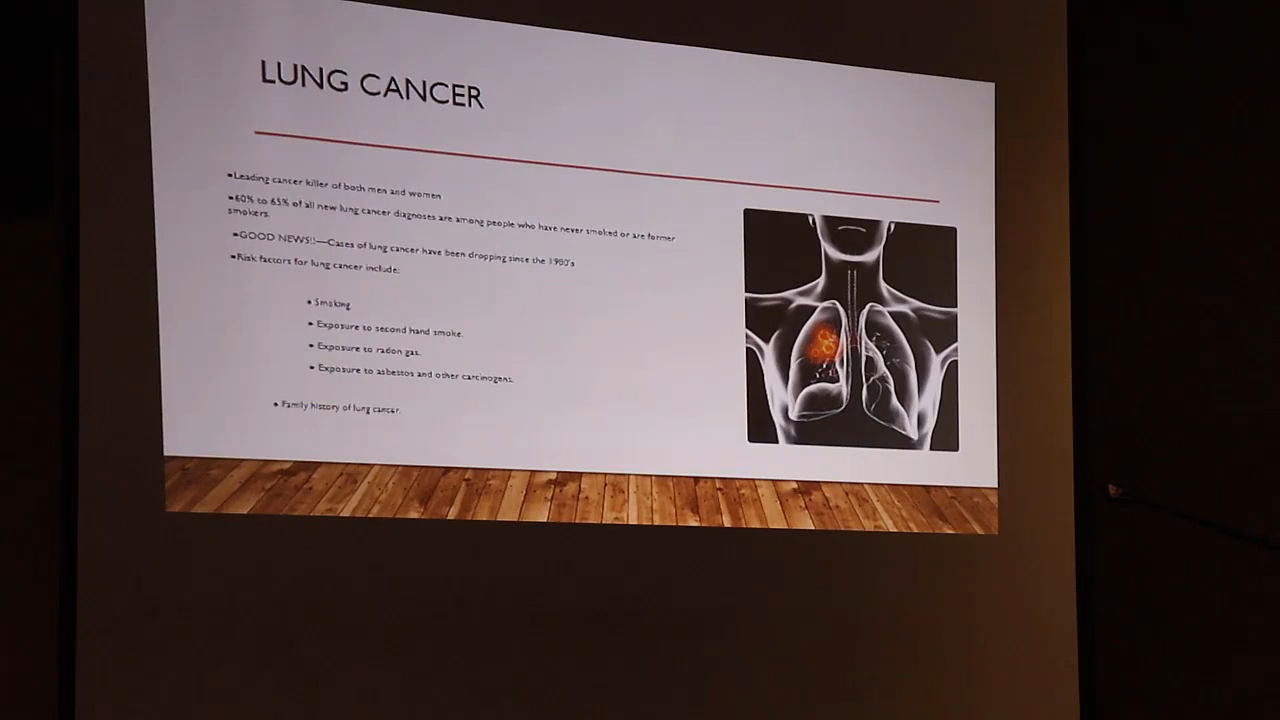 LUNG CANCER
Leading cancer killer of both men and women
60% to 65% of all new lung cancer diagnoses are among people who have never smoked or are former
smokers.
GOOD NEWS!!—Cases of lung cancer have been dropping since the 1980's
Risk factors for lung cancer include:
Smoking
Exposure to second hand smoke.
Exposure to radon gas.
Exposure to asbestos and other carcinogens.
Family history of lung cancer.